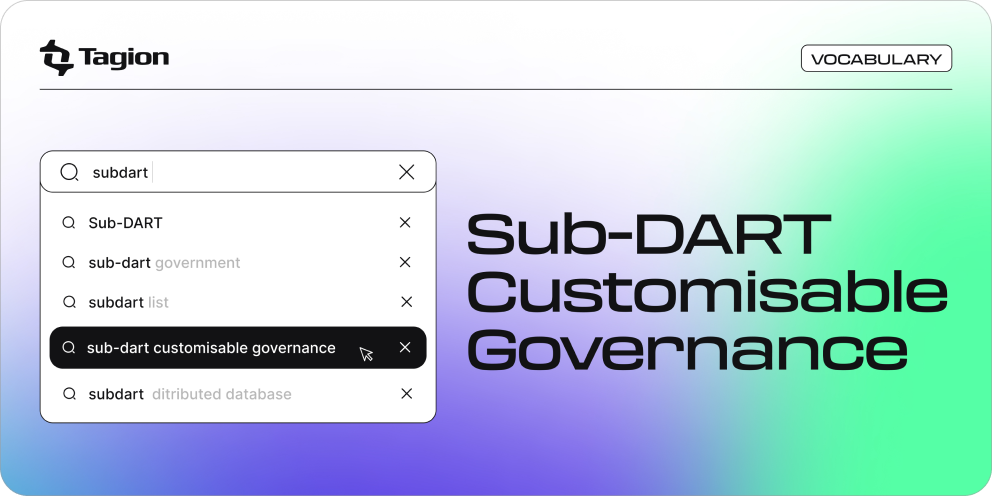 Tagion
VOCABULARY
subdart
Sub-DART
sub-dart government
subdart list
sub-dart customisable governance
subdart ditributed database
Sub-DART
Customisable
Governance